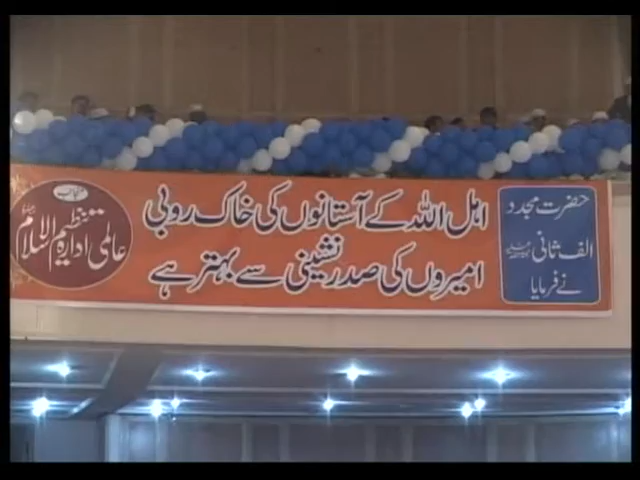 حضرت مجدد
الف ثانی
نے فرمایا
اہل اللہ کے آستانوں کی خاک روبی
امیروں کی صدر نشینی سے بہتر ہے
منجانب
عالمی ادارہ تنظیم الاسلام